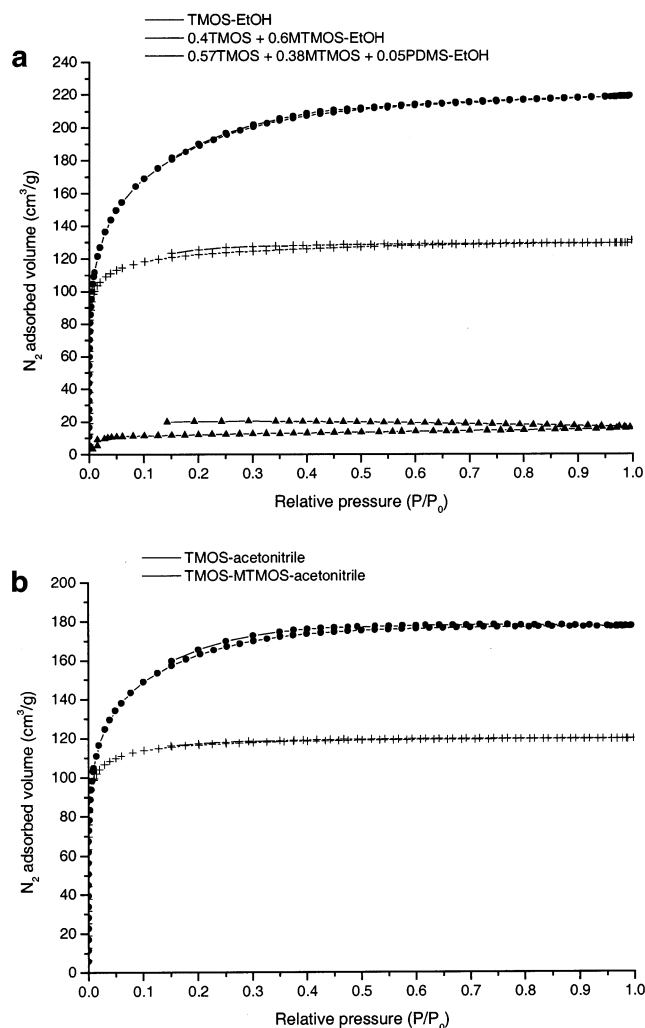 TMOS-EtOH
0.4TMOS + 0.6MTMOS-EtOH
0.57TMOS + 0.38MTMOS + 0.05PDMS-EtOH
a
240
220
200
180
160
140
120
100
80
60
40
20
0
N2 adsorbed volume (cm3/g)
0.0 0.1 0.2 0.3 0.4 0.5 0.6 0.7 0.8 0.9 1.0
Relative pressure (P/P0)
TMOS-acetonitrile
TMOS-MTMOS-acetonitrile
b
200
180
160
140
120
100
80
60
40
20
0
N2 adsorbed volume (cm3/g)
0.0 0.1 0.2 0.3 0.4 0.5 0.6 0.7 0.8 0.9 1.0
Relative pressure (P/P0)